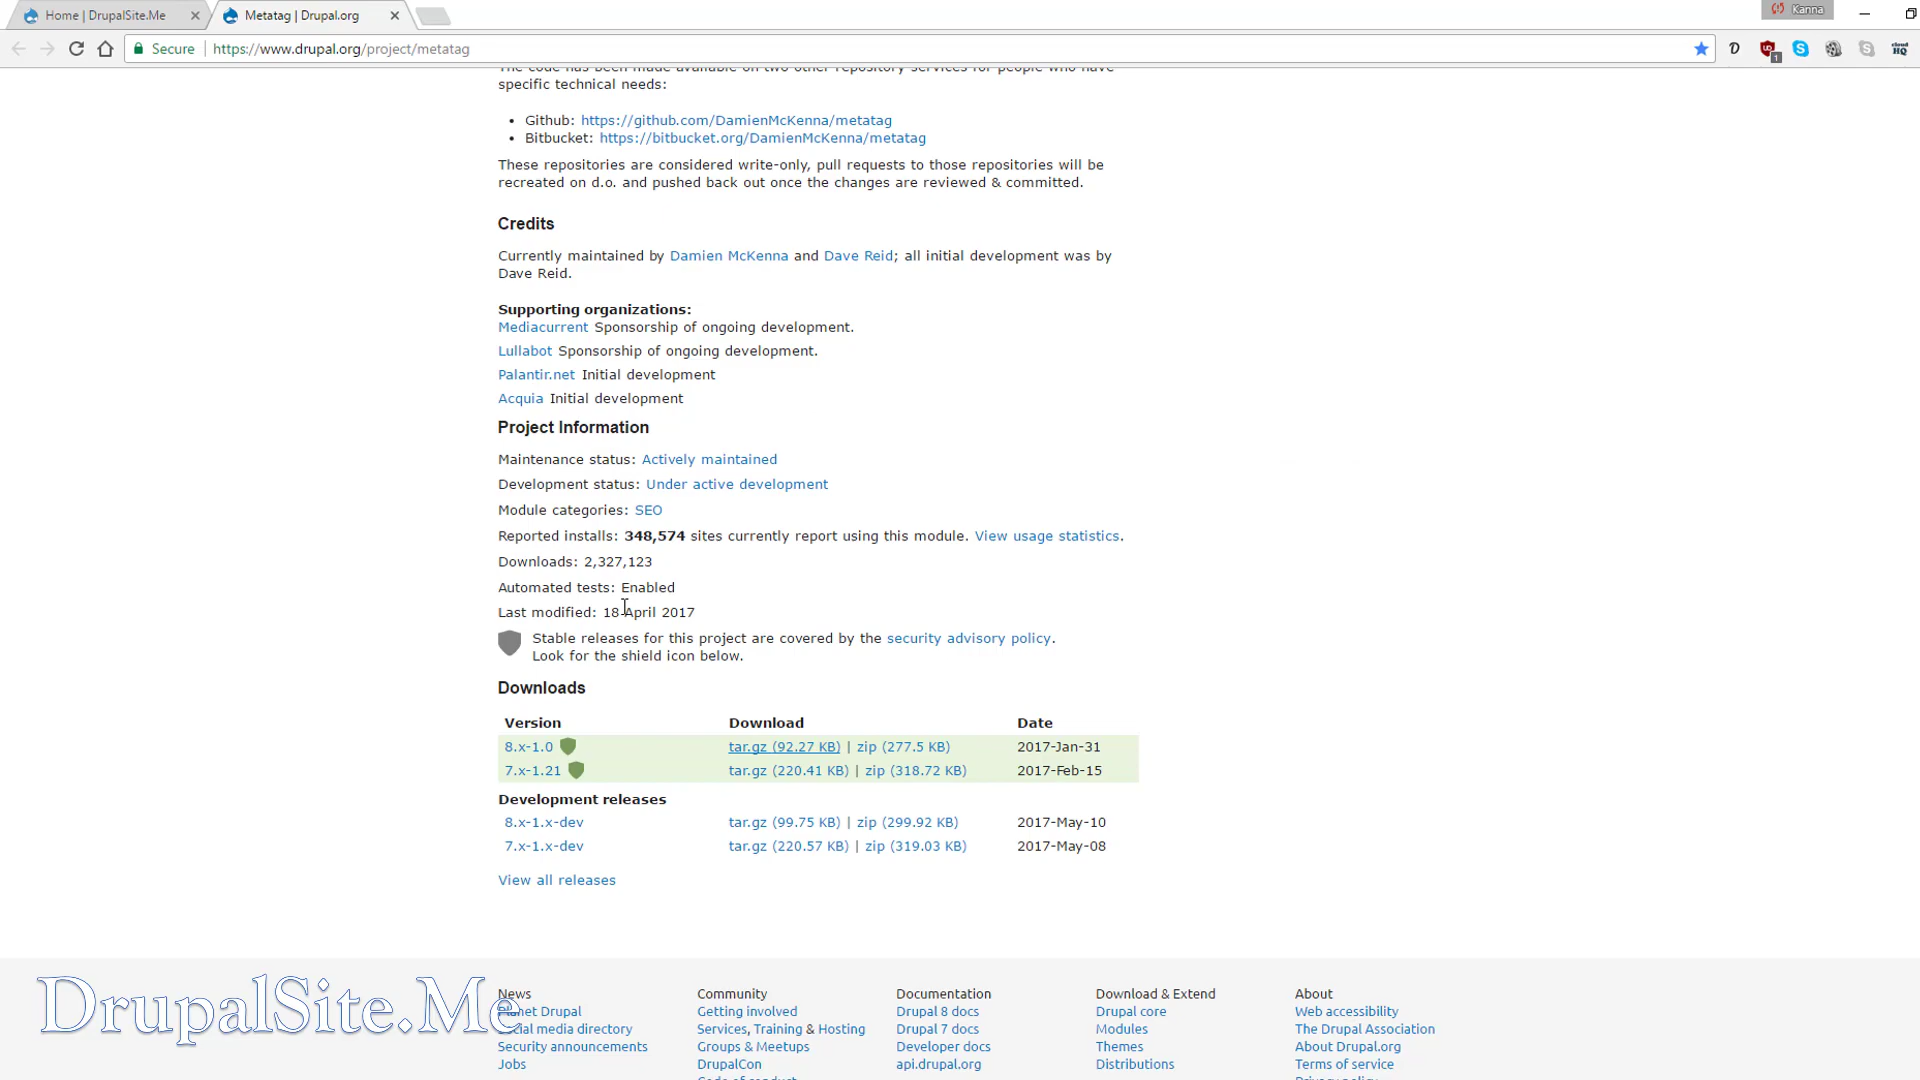 Home | DrupalSite.Me
Metatag | Drupal.org
Kanna
Secure
https://www.drupal.org/project/metatag
The code has been made available on two other repository services for people who have
specific technical needs:
• Github: https://github.com/DamienMcKenna/metatag
• Bitbucket: https://bitbucket.org/DamienMcKenna/metatag
These repositories are considered write-only, pull requests to those repositories will be
recreated on d.o. and pushed back out once the changes are reviewed & committed.
Credits
Currently maintained by Damien McKenna and Dave Reid; all initial development was by
Dave Reid.
Supporting organizations:
Mediacurrent Sponsorship of ongoing development.
Lullabot Sponsorship of ongoing development.
Palantir.net Initial development
Acquia Initial development
Project Information
Maintenance status: Actively maintained
Development status: Under active development
Module categories: SEO
Reported installs: 348,574 sites currently report using this module. View usage statistics.
Downloads: 2,327,123
Automated tests: Enabled
Last modified: 18 April 2017
Stable releases for this project are covered by the security advisory policy.
Look for the shield icon below.
Downloads
Version Download Date
8.x-1.0 tar.gz (92.27 KB) | zip (277.5 KB) 2017-Jan-31
7.x-1.21 tar.gz (220.41 KB) | zip (318.72 KB) 2017-Feb-15
Development releases
8.x-1.x-dev tar.gz (99.75 KB) | zip (299.92 KB) 2017-May-10
7.x-1.x-dev tar.gz (220.57 KB) | zip (319.03 KB) 2017-May-08
View all releases
DrupalSite.Me
News Community Documentation Download & Extend About
Planet Drupal Getting involved Drupal 8 docs Drupal core Web accessibility
Social media directory Services, Training & Hosting Drupal 7 docs Modules The Drupal Association
Security announcements Groups & Meetups Developer docs Themes About Drupal.org
Jobs DrupalCon api.drupal.org Distributions Terms of service
Code of conduct Privacy policy